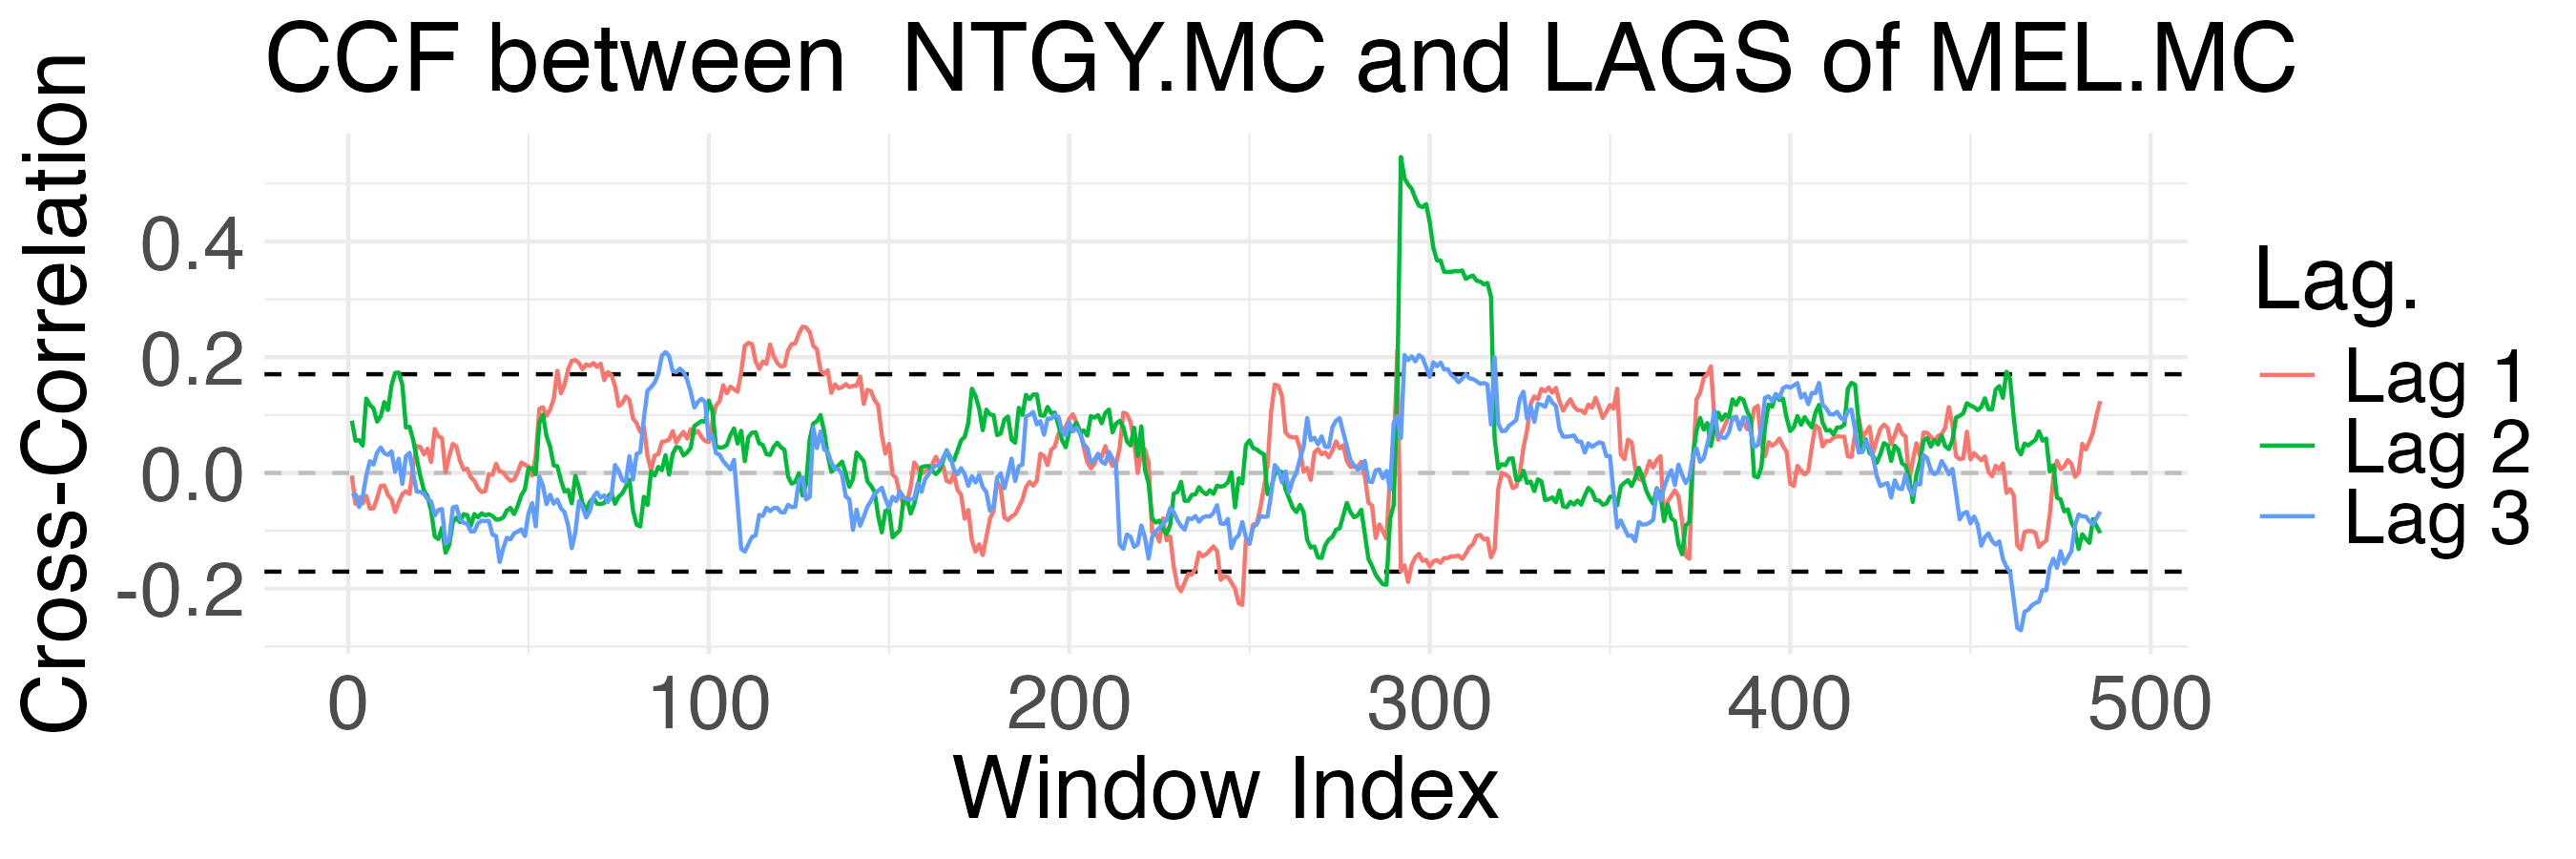 CCF between  NTGY.MC and LAGS of MEL.MC
Cross-Correlation
0.4
0.2
0.0
-0.2
0 100 200 300 400 500
Window Index
Lag.
Lag 1
Lag 2
Lag 3